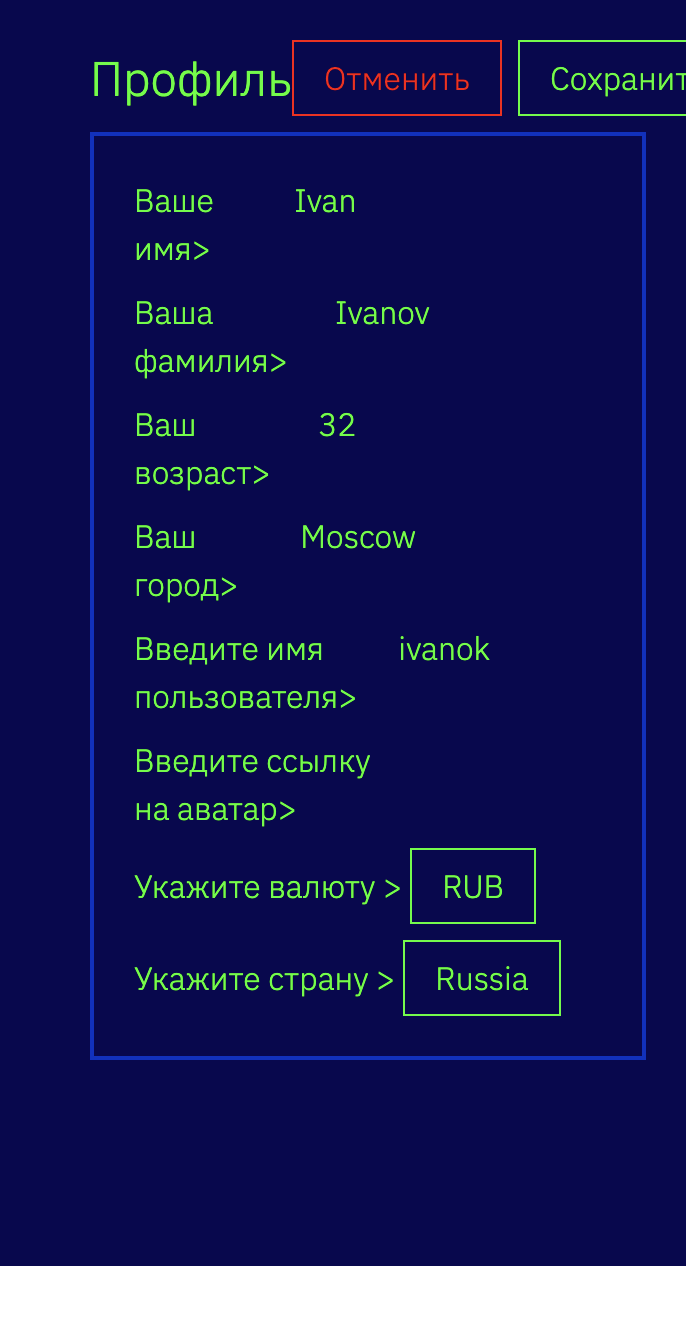 Профиль Отменить Сохранит
Ваше Ivan
имя>
Ваша Ivanov
фамилия>
Ваш 32
возраст>
Ваш Moscow
город>
Введите имя ivanok
пользователя>
Введите ссылку
на аватар>
Укажите валюту > RUB
Укажите страну > Russia